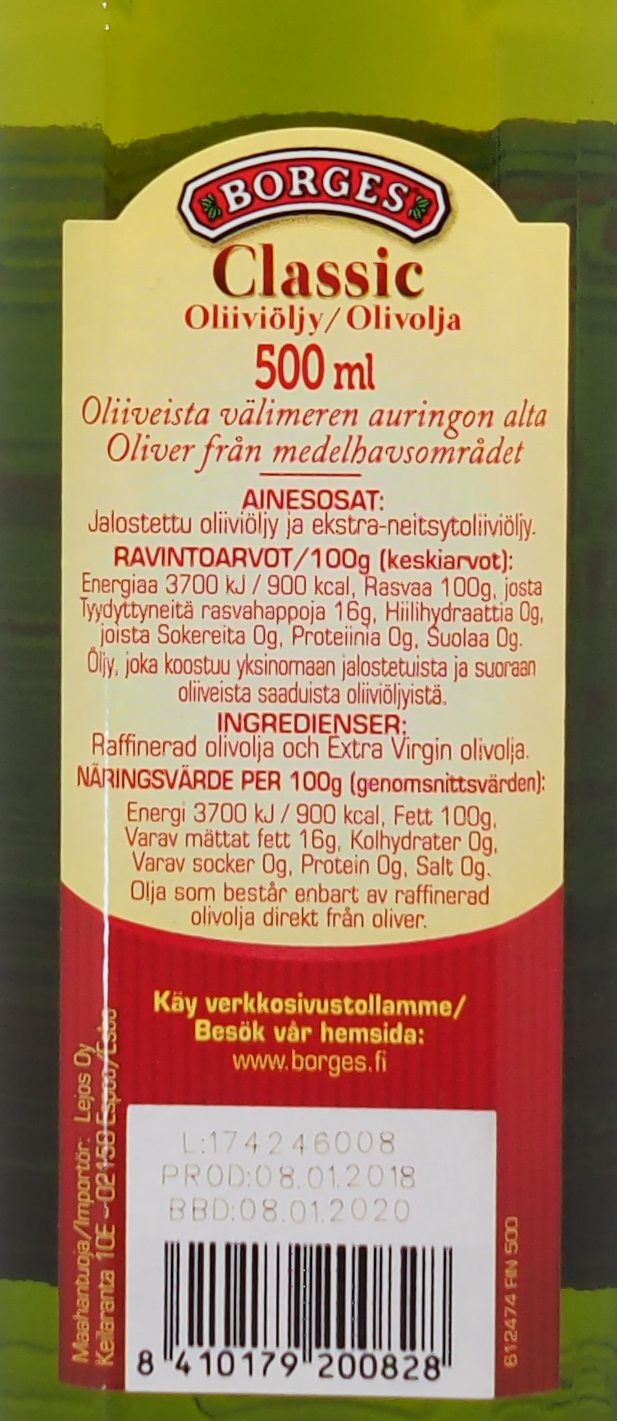 BORGES
Classic
Oliiviöljy/Olivolja
500 ml
Oliiveista välimeren auringon alta
Oliver från medelhavsområdet
AINESOSAT:
Jalostettu oliiviöljy ja ekstra-neitsytoliiviöljy.
RAVINTOARVOT/100g (keskiarvot):
Energiaa 3700 kJ / 900 kcal, Rasvaa 100g, josta
Tyydyttyneitä rasvahappoja 16g, Hiilihydraattia 0g,
joista Sokereita 0g, Proteiinia 0g, Suolaa 0g.
Öljy, joka koostuu yksinomaan jalostetuista ja suoraan
oliiveista saaduista oliiviöljyistä.
INGREDIENSER:
Raffinerad olivolja och Extra Virgin olivolja.
NÄRINGSVÄRDE PER 100g (genomsnittsvärden):
Energi 3700 kJ / 900 kcal, Fett 100g,
Varav mättat fett 16g, Kolhydrater 0g,
Varav socker 0g, Protein 0g, Salt 0g.
Olja som består enbart av raffinerad
olivolja direkt från oliver.
Käy verkkosivustollamme/
Besök vår hemsida:
www.borges.fi
Maahantuoja/Importör: Lejos Oy
Keilaranta 10E - 02150 Espoo/Esbo
L:174246008
PROD:08.01.2018
BBD:08.01.2020
8 410179 200828
612474 FIN 500